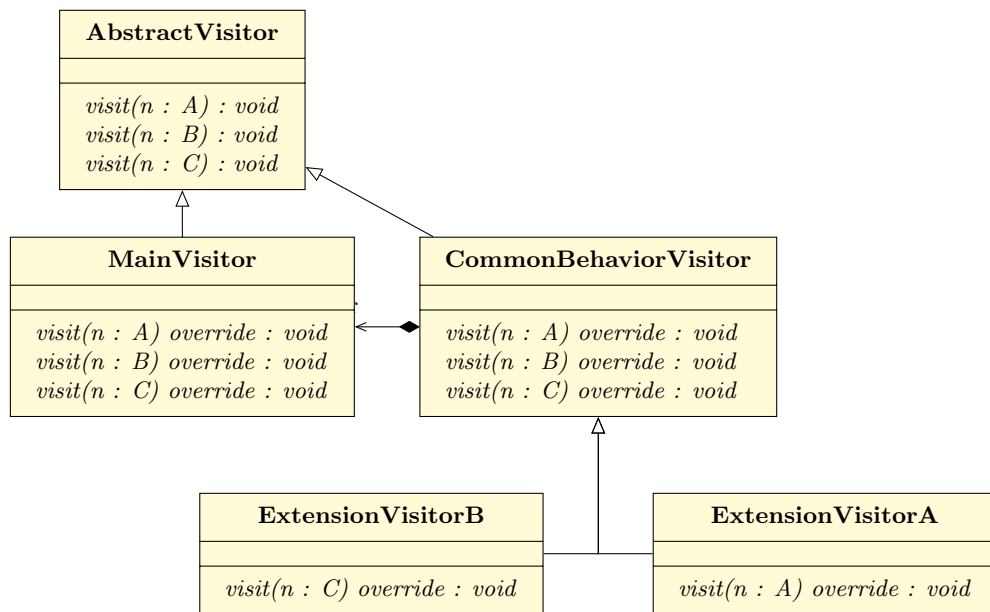 AbstractVisitor
visit(n : A) : void
visit(n : B) : void
visit(n : C) : void
MainVisitor
visit(n : A) override : void
visit(n : B) override : void
visit(n : C) override : void
.
CommonBehaviorVisitor
visit(n : A) override : void
visit(n : B) override : void
visit(n : C) override : void
ExtensionVisitorB
visit(n : C) override : void
ExtensionVisitorA
visit(n : A) override : void